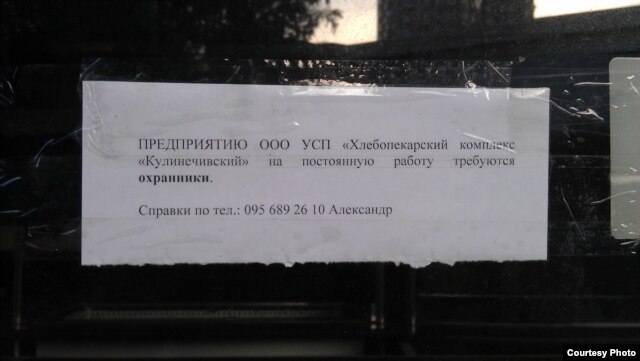 ПРЕДПРИЯТИЮ ООО УСП «Хлебопекарский комплекс
«Кулинечивский» на постоянную работу требуются
охранники.
Справки по тел.: 095 689 26 10 Александр
Courtesy Photo